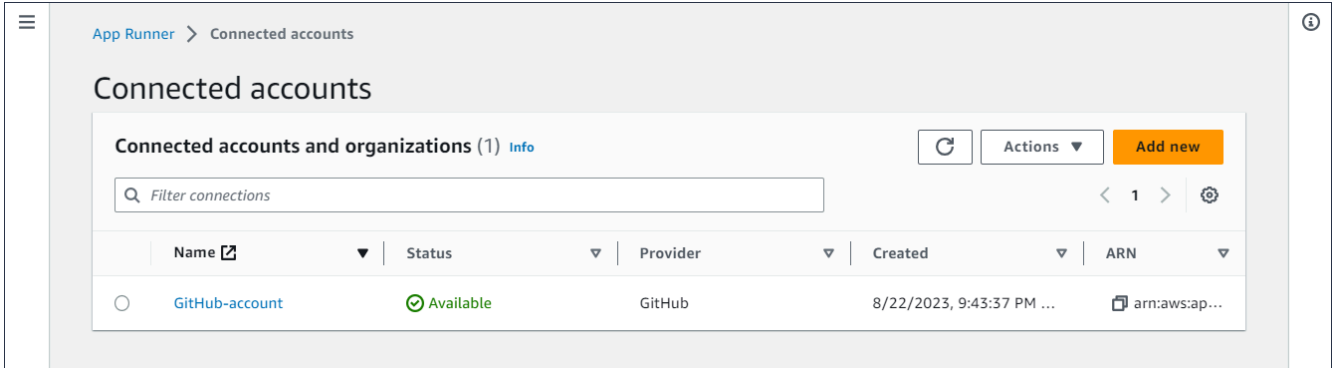 App Runner > Connected accounts
Connected accounts
Connected accounts and organizations (1) Info
Actions
Add new
Filter connections
1
Name Status Provider Created ARN
GitHub-account Available GitHub 8/22/2023, 9:43:37 PM ... arn:aws:ap...